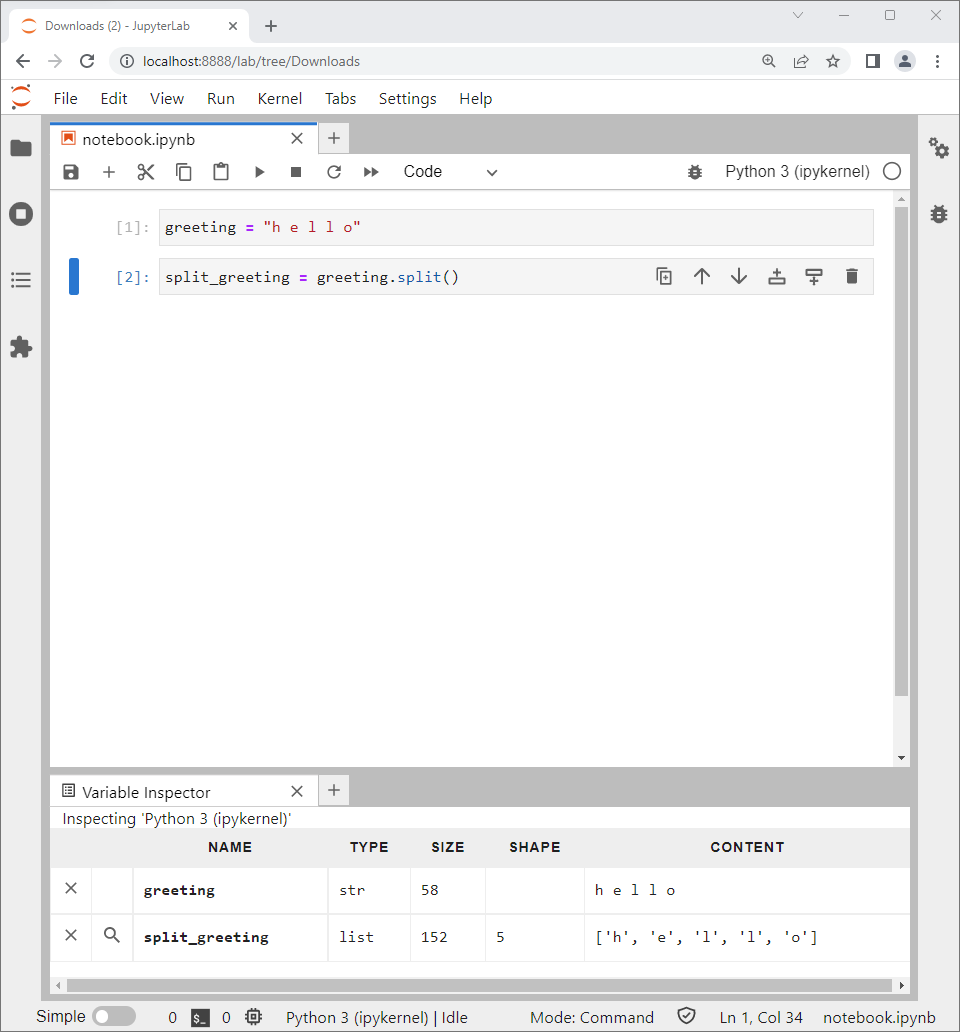 Downloads (2) - JupyterLab
localhost:8888/lab/tree/Downloads
File Edit View Run Kernel Tabs Settings Help
notebook.ipynb
Code Python 3 (ipykernel)
[1]: greeting = "h e l l o"
[2]: split_greeting = greeting.split()
Variable Inspector
Inspecting 'Python 3 (ipykernel)'
NAME TYPE SIZE SHAPE CONTENT
greeting str 58 h e l l o
split_greeting list 152 5 ['h', 'e', 'l', 'l', 'o']
Simple 0 $_ 0 Python 3 (ipykernel) | Idle Mode: Command Ln 1, Col 34 notebook.ipynb